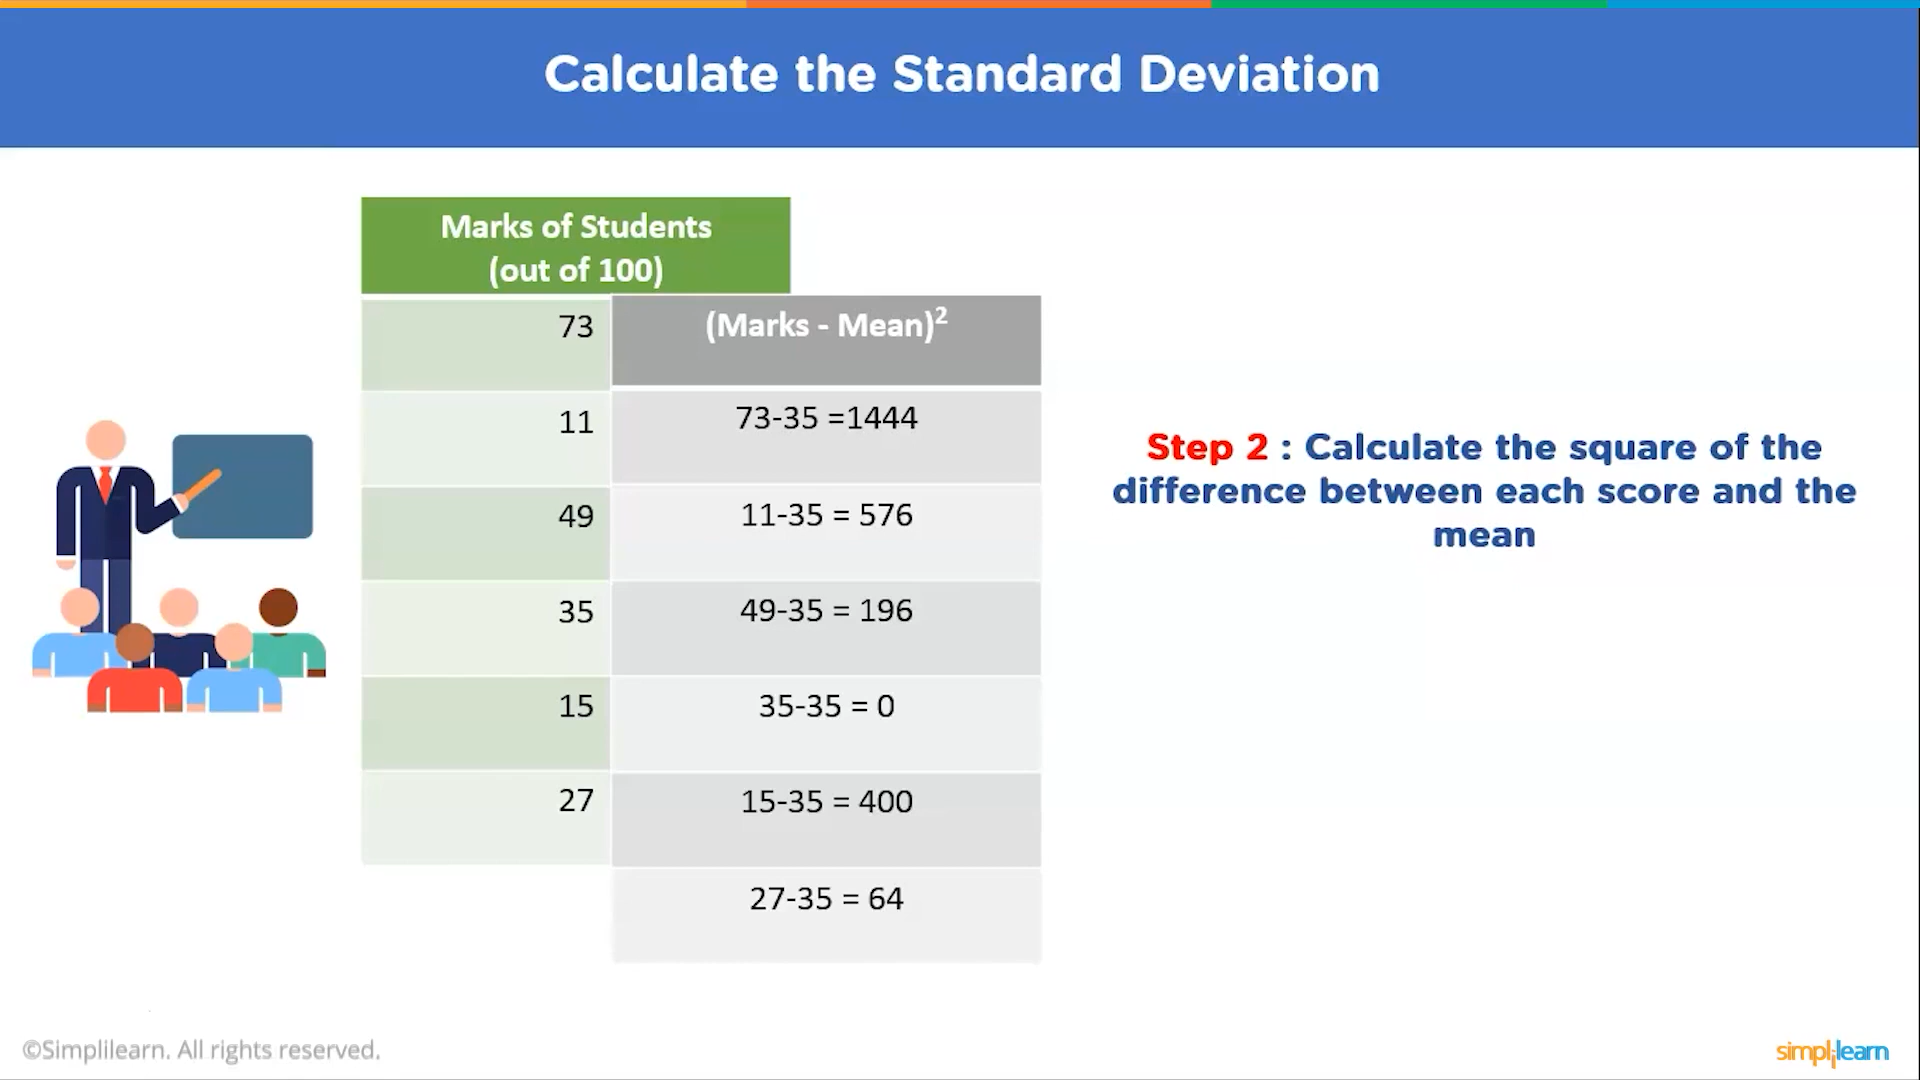 Calculate the Standard Deviation
Marks of Students
(out of 100)
73
11
49
35
15
27
(Marks - Mean)²
73-35 =1444
11-35 = 576
49-35 = 196
35-35 = 0
15-35 = 400
27-35 = 64
Step 2 : Calculate the square of the
difference between each score and the
mean
©Simplilearn. All rights reserved.
simplilearn